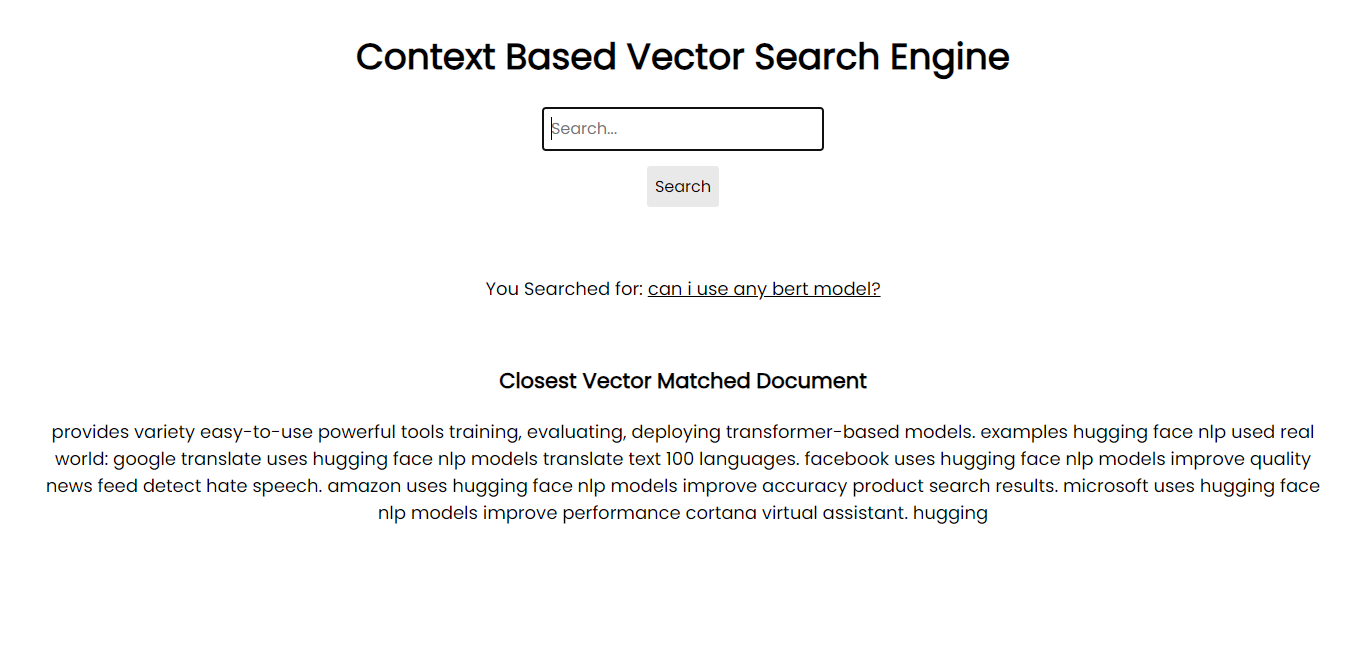 Context Based Vector Search Engine
Search...
Search
You Searched for: can i use any bert model?
Closest Vector Matched Document
provides variety easy-to-use powerful tools training, evaluating, deploying transformer-based models. examples hugging face nlp used real
world: google translate uses hugging face nlp models translate text 100 languages. facebook uses hugging face nlp models improve quality
news feed detect hate speech. amazon uses hugging face nlp models improve accuracy product search results. microsoft uses hugging face
nlp models improve performance cortana virtual assistant. hugging